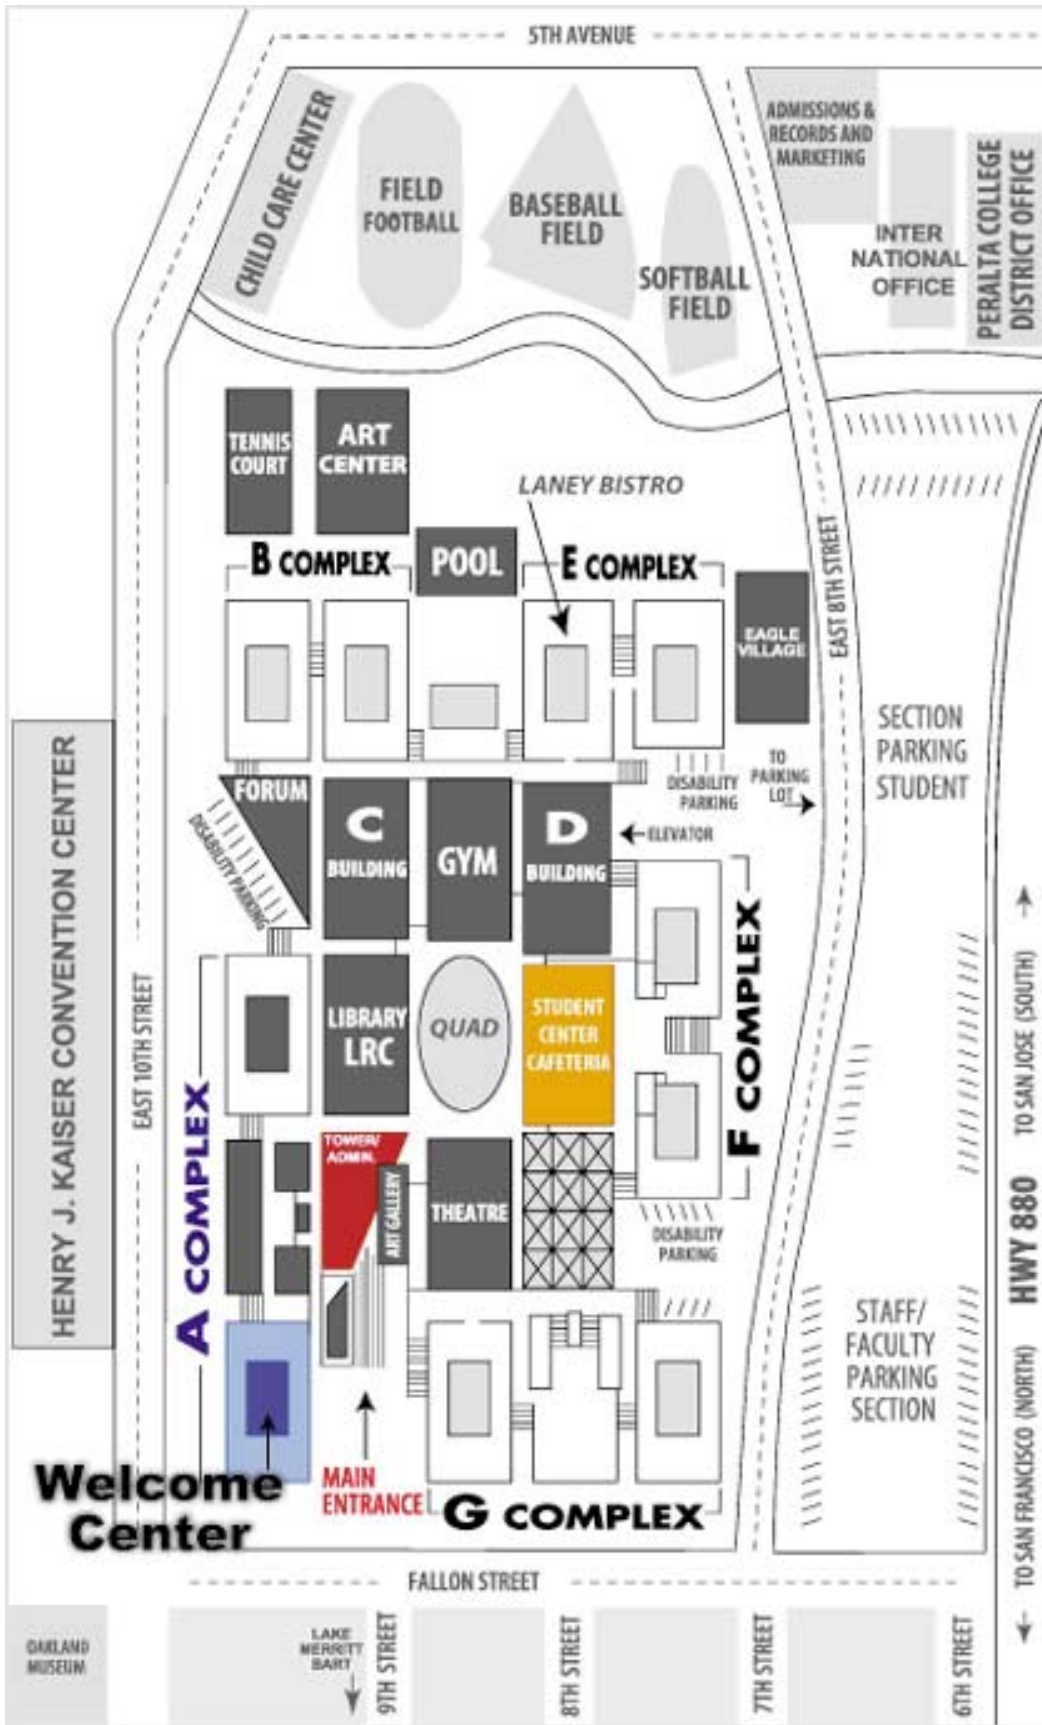 5TH AVENUE
CHILD CARE CENTER
FIELD
FOOTBALL
BASEBALL
FIELD
SOFTBALL
FIELD
ADMISSIONS &
RECORDS AND
MARKETING
INTER
NATIONAL
OFFICE
PERALTA COLLEGE
DISTRICT OFFICE
TENNIS
COURT
ART
CENTER
LANEY BISTRO
B COMPLEX
POOL
E COMPLEX
EAGLE
VILLAGE
EAST 8TH STREET
SECTION
PARKING
STUDENT
TO
PARKING
LOT
DISABILITY
PARKING
FORUM
DISABILITY PARKING
C
BUILDING
GYM
D
BUILDING
ELEVATOR
HENRY J. KAISER CONVENTION CENTER
EAST 10TH STREET
A COMPLEX
LIBRARY
LRC
QUAD
STUDENT
CENTER
CAFETERIA
F COMPLEX
TOWER/
ADMIN.
ART GALLERY
THEATRE
DISABILITY
PARKING
STAFF/
FACULTY
PARKING
SECTION
TO SAN JOSE (SOUTH)
HWY 880
TO SAN FRANCISCO (NORTH)
Welcome
Center
MAIN
ENTRANCE
G COMPLEX
FALLON STREET
OAKLAND
MUSEUM
LAKE
MERRITT
BART
9TH STREET
8TH STREET
7TH STREET
6TH STREET